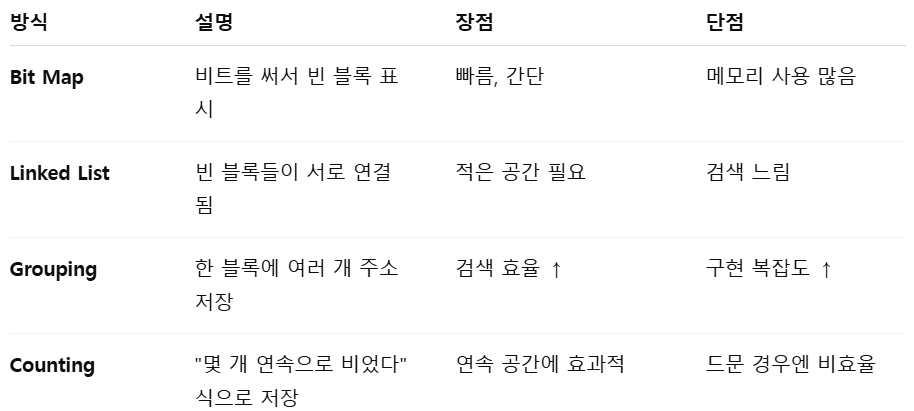 방식 설명 장점 단점
Bit Map 비트를 써서 빈 블록 표 빠름, 간단 메모리 사용 많음
시
Linked List 빈 블록들이 서로 연결 적은 공간 필요 검색 느림
됨
Grouping 한 블록에 여러 개 주소 검색 효율 ↑ 구현 복잡도 ↑
저장
Counting "몇 개 연속으로 비었다" 연속 공간에 효과적 드문 경우엔 비효율
식으로 저장